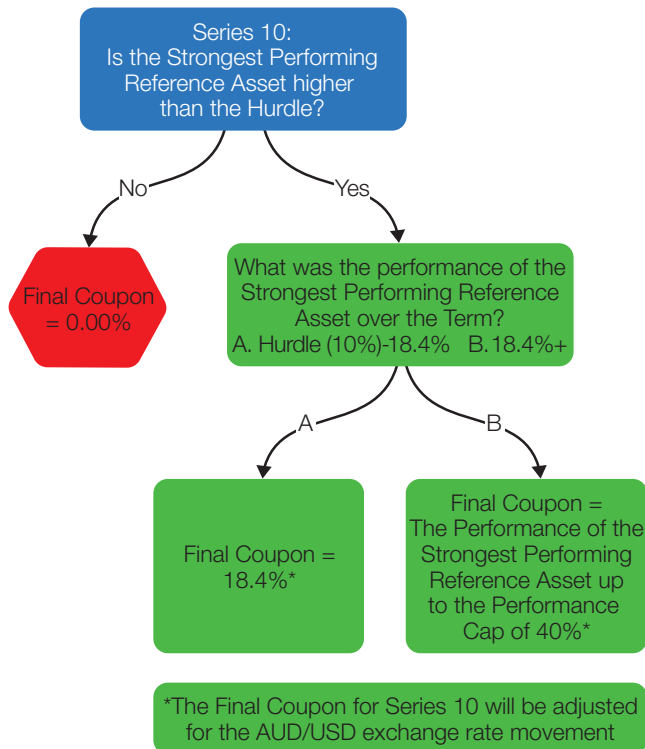 Series 10:
Is the Strongest Performing
Reference Asset higher
than the Hurdle?
No
Yes
Final Coupon
= 0.00%
What was the performance of the
Strongest Performing Reference
Asset over the Term?
A. Hurdle (10%)-18.4% B. 18.4%+
A
B
Final Coupon =
18.4%*
Final Coupon =
The Performance of the
Strongest Performing
Reference Asset up
to the Performance
Cap of 40%*
*The Final Coupon for Series 10 will be adjusted
for the AUD/USD exchange rate movement